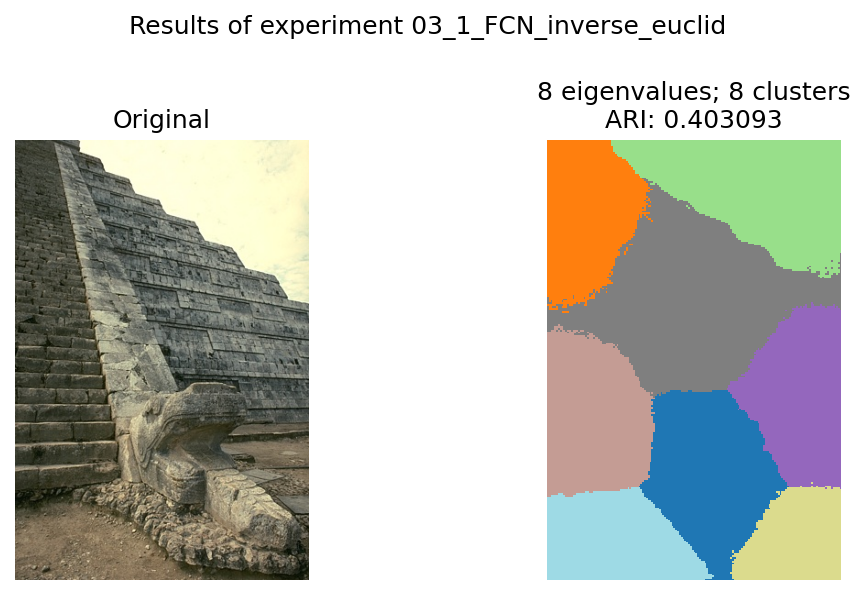 Results of experiment 03_1_FCN_inverse_euclid
Original
8 eigenvalues; 8 clusters
ARI: 0.403093